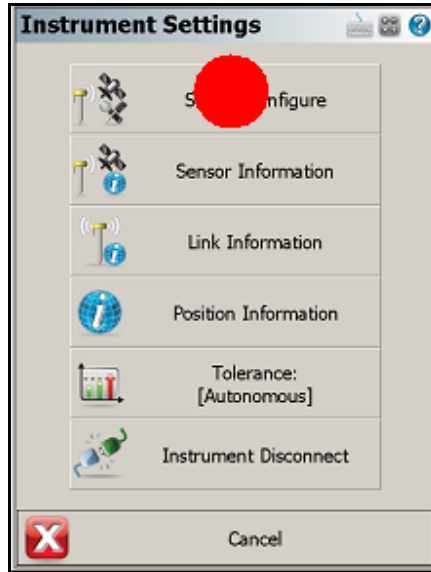 Instrument Settings
Sensor Information
Link Information
Position Information
Tolerance:
[Autonomous]
Instrument Disconnect
Cancel